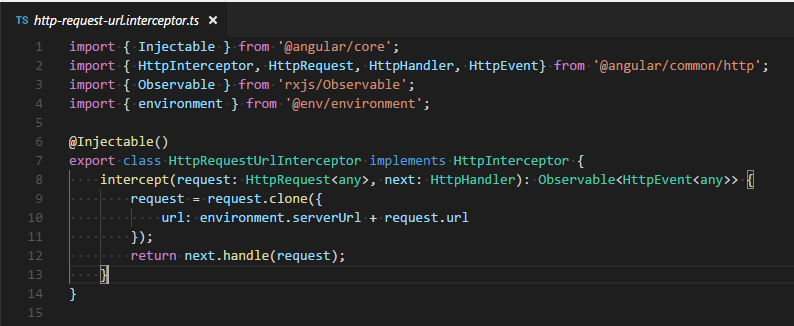 TS http-request-url.interceptor.ts ×
1 import { Injectable } from '@angular/core';
2 import { HttpInterceptor, HttpRequest, HttpHandler, HttpEvent} from '@angular/common/http';
3 import { Observable } from 'rxjs/Observable';
4 import { environment } from '@env/environment';
5
6 @Injectable()
7 export class HttpRequestUrlInterceptor implements HttpInterceptor {
8     intercept(request: HttpRequest<any>, next: HttpHandler): Observable<HttpEvent<any>> {
9         request = request.clone({
10             url: environment.serverUrl + request.url
11         });
12         return next.handle(request);
13     }
14 }
15